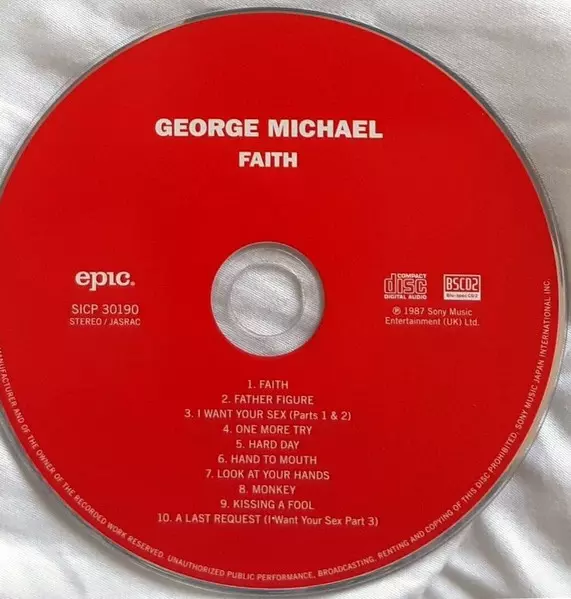 GEORGE MICHAEL
FAITH
epic®
SICP 30190
STEREO / JASRAC
COMPACT
disc
DIGITAL AUDIO
BSCD2
Blu-spec CD2
℗ 1987 Sony Music
Entertainment (UK) Ltd.
1. FAITH
2. FATHER FIGURE
3. I WANT YOUR SEX (Parts 1 & 2)
4. ONE MORE TRY
5. HARD DAY
6. HAND TO MOUTH
7. LOOK AT YOUR HANDS
8. MONKEY
9. KISSING A FOOL
10. A LAST REQUEST (I Want Your Sex Part 3)
MANUFACTURER AND OF THE OWNER OF THE RECORDED WORK RESERVED. UNAUTHORIZED PUBLIC PERFORMANCE, BROADCASTING, RENTING AND COPYING OF THIS DISC PROHIBITED. SONY MUSIC JAPAN INTERNATIONAL INC.